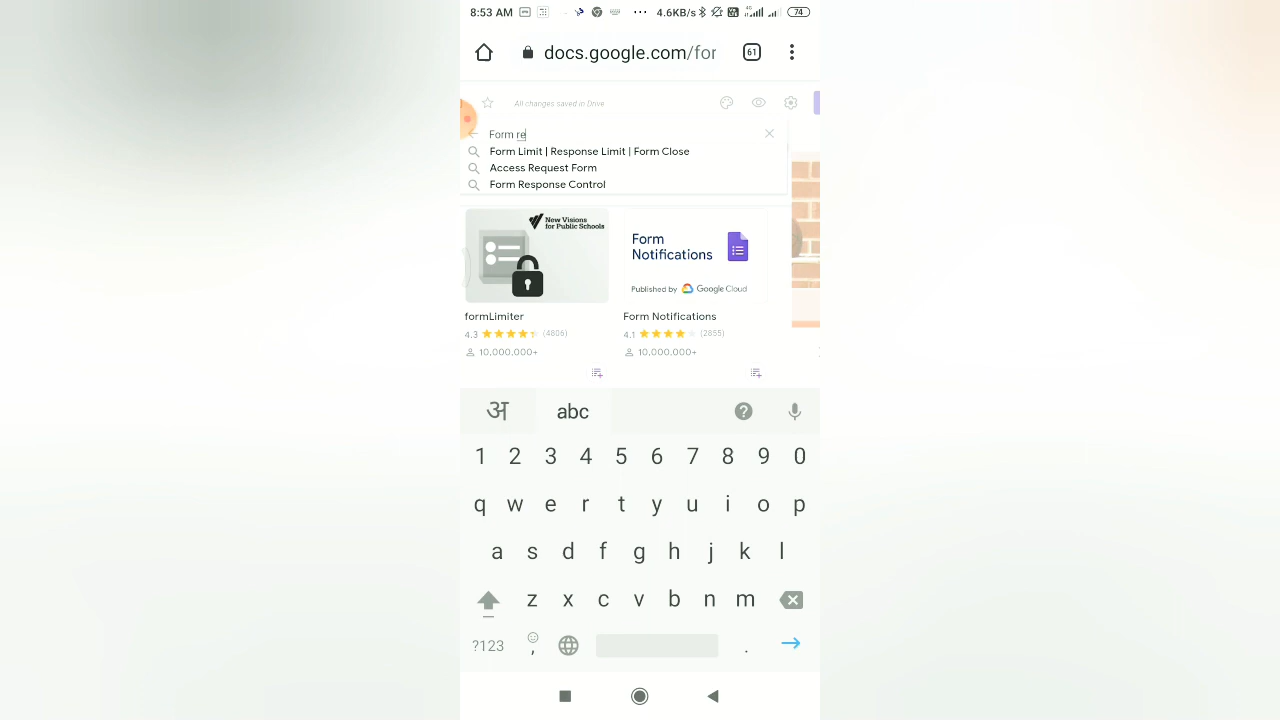 8:53 AM ... 4.6KB/s 4G 74
docs.google.com/for 61
All changes saved in Drive
Form re
Form Limit | Response Limit | Form Close
Access Request Form
Form Response Control
New Visions
for Public Schools
Form
Notifications
Published by Google Cloud
formLimiter
Form Notifications
4.3 (4806)
4.1 (2855)
10,000,000+
10,000,000+
अ abc ?
1 2 3 4 5 6 7 8 9 0
q w e r t y u i o p
a s d f g h j k l
z x c v b n m
?123 , .